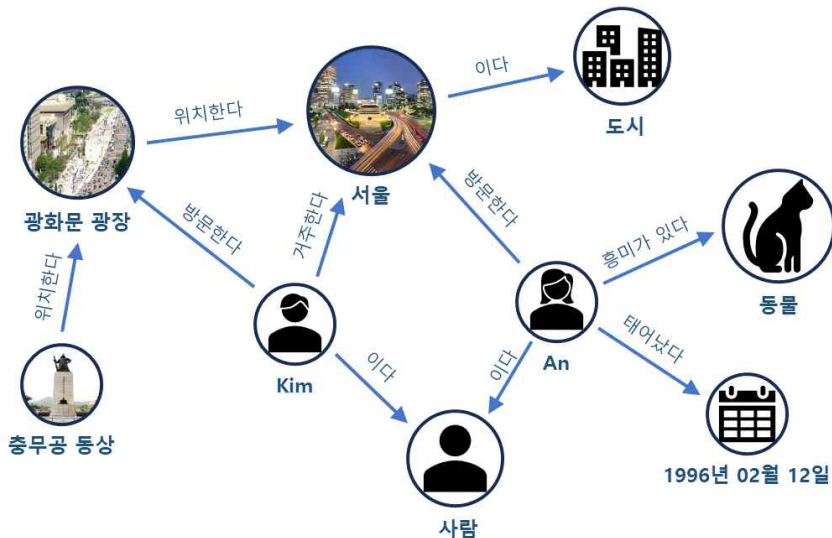 이다
도시
위치한다
서울
광화문 광장
방문한다
거주한다
방문한다
흥미가 있다
동물
위치한다
Kim
An
이다
이다
태어났다
충무공 동상
1996년 02월 12일
사람